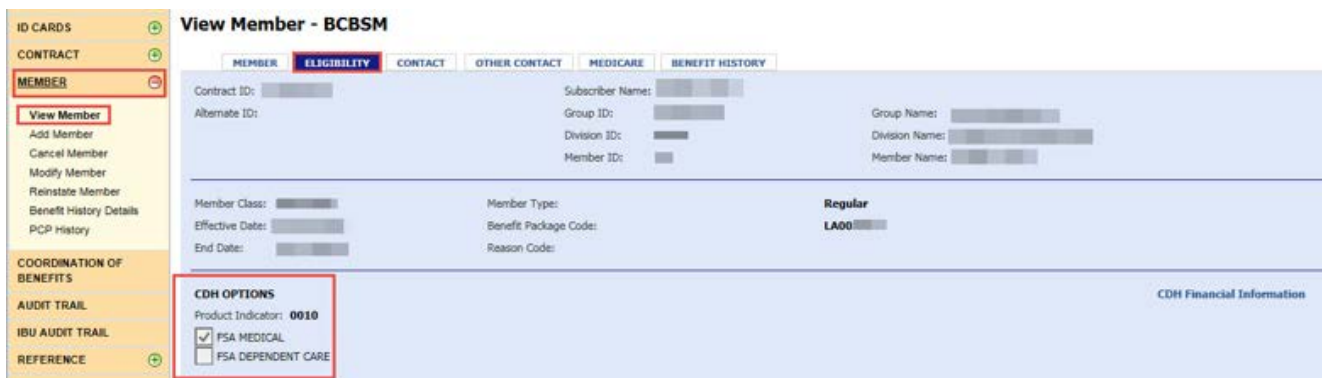 ID CARDS
CONTRACT
MEMBER
View Member
Add Member
Cancel Member
Modify Member
Reinstate Member
Benefit History Details
PCP History
COORDINATION OF
BENEFITS
AUDIT TRAIL
IBU AUDIT TRAIL
REFERENCE
View Member - BCBSM
MEMBER ELIGIBILITY CONTACT OTHER CONTACT MEDICARE BENEFIT HISTORY
Contract ID: Subscriber Name:
Alternate ID: Group ID: Group Name:
Division ID: Division Name:
Member ID: Member Name:
Member Class: Member Type: Regular
Effective Date: Benefit Package Code: LA00
End Date: Reason Code:
CDH OPTIONS CDH Financial Information
Product Indicator: 0010
FSA MEDICAL
FSA DEPENDENT CARE